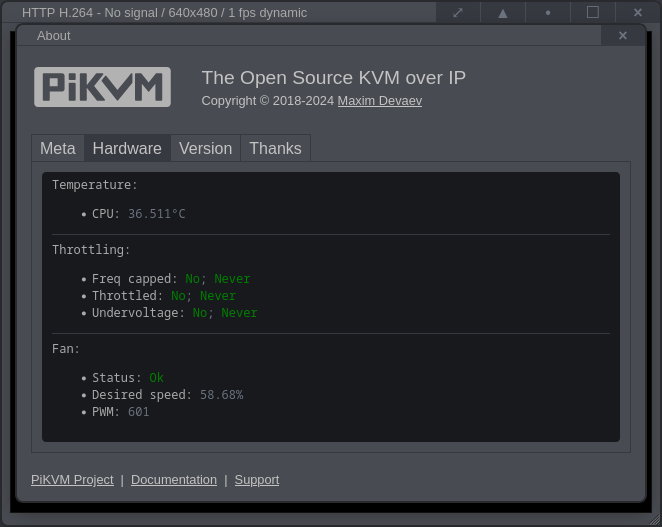 HTTP H.264 - No signal / 640x480 / 1 fps dynamic
About
PiKVM
The Open Source KVM over IP
Copyright © 2018-2024 Maxim Devaev
Meta Hardware Version Thanks
Temperature:
• CPU: 36.511°C
Throttling:
• Freq capped: No; Never
• Throttled: No; Never
• Undervoltage: No; Never
Fan:
• Status: Ok
• Desired speed: 58.68%
• PWM: 601
PiKVM Project | Documentation | Support